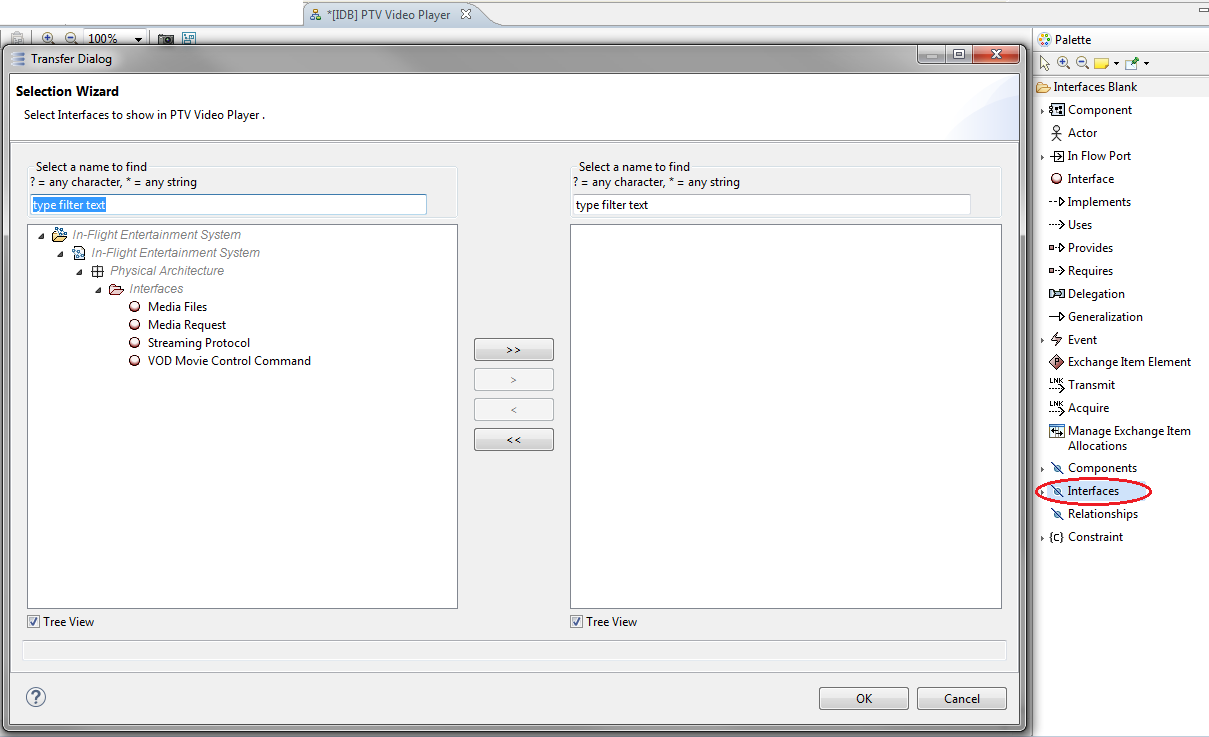 *[IDB] PTV Video Player
100%
Transfer Dialog
Selection Wizard
Select Interfaces to show in PTV Video Player .
Select a name to find
? = any character, * = any string
type filter text
In-Flight Entertainment System
In-Flight Entertainment System
Physical Architecture
Interfaces
Media Files
Media Request
Streaming Protocol
VOD Movie Control Command
Tree View
>>
>
<
<<
Select a name to find
? = any character, * = any string
type filter text
Tree View
?
OK
Cancel
Palette
Interfaces Blank
Component
Actor
In Flow Port
Interface
Implements
Uses
Provides
Requires
Delegation
Generalization
Event
Exchange Item Element
LNK Transmit
LNK Acquire
Manage Exchange Item
Allocations
Components
Interfaces
Relationships
{C} Constraint